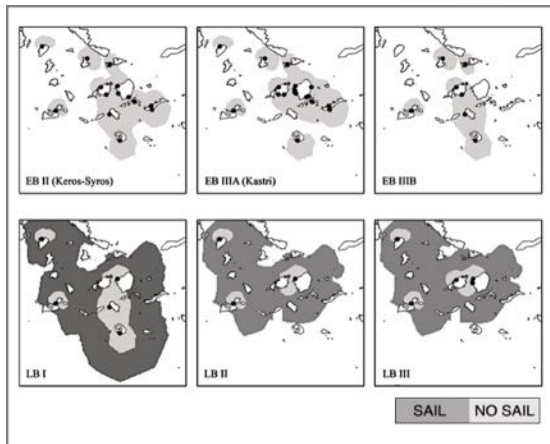 EB II (Keros-Syros)
EB IIIA (Kastri)
EB IIIB
LB I
LB II
LB III
SAIL
NO SAIL